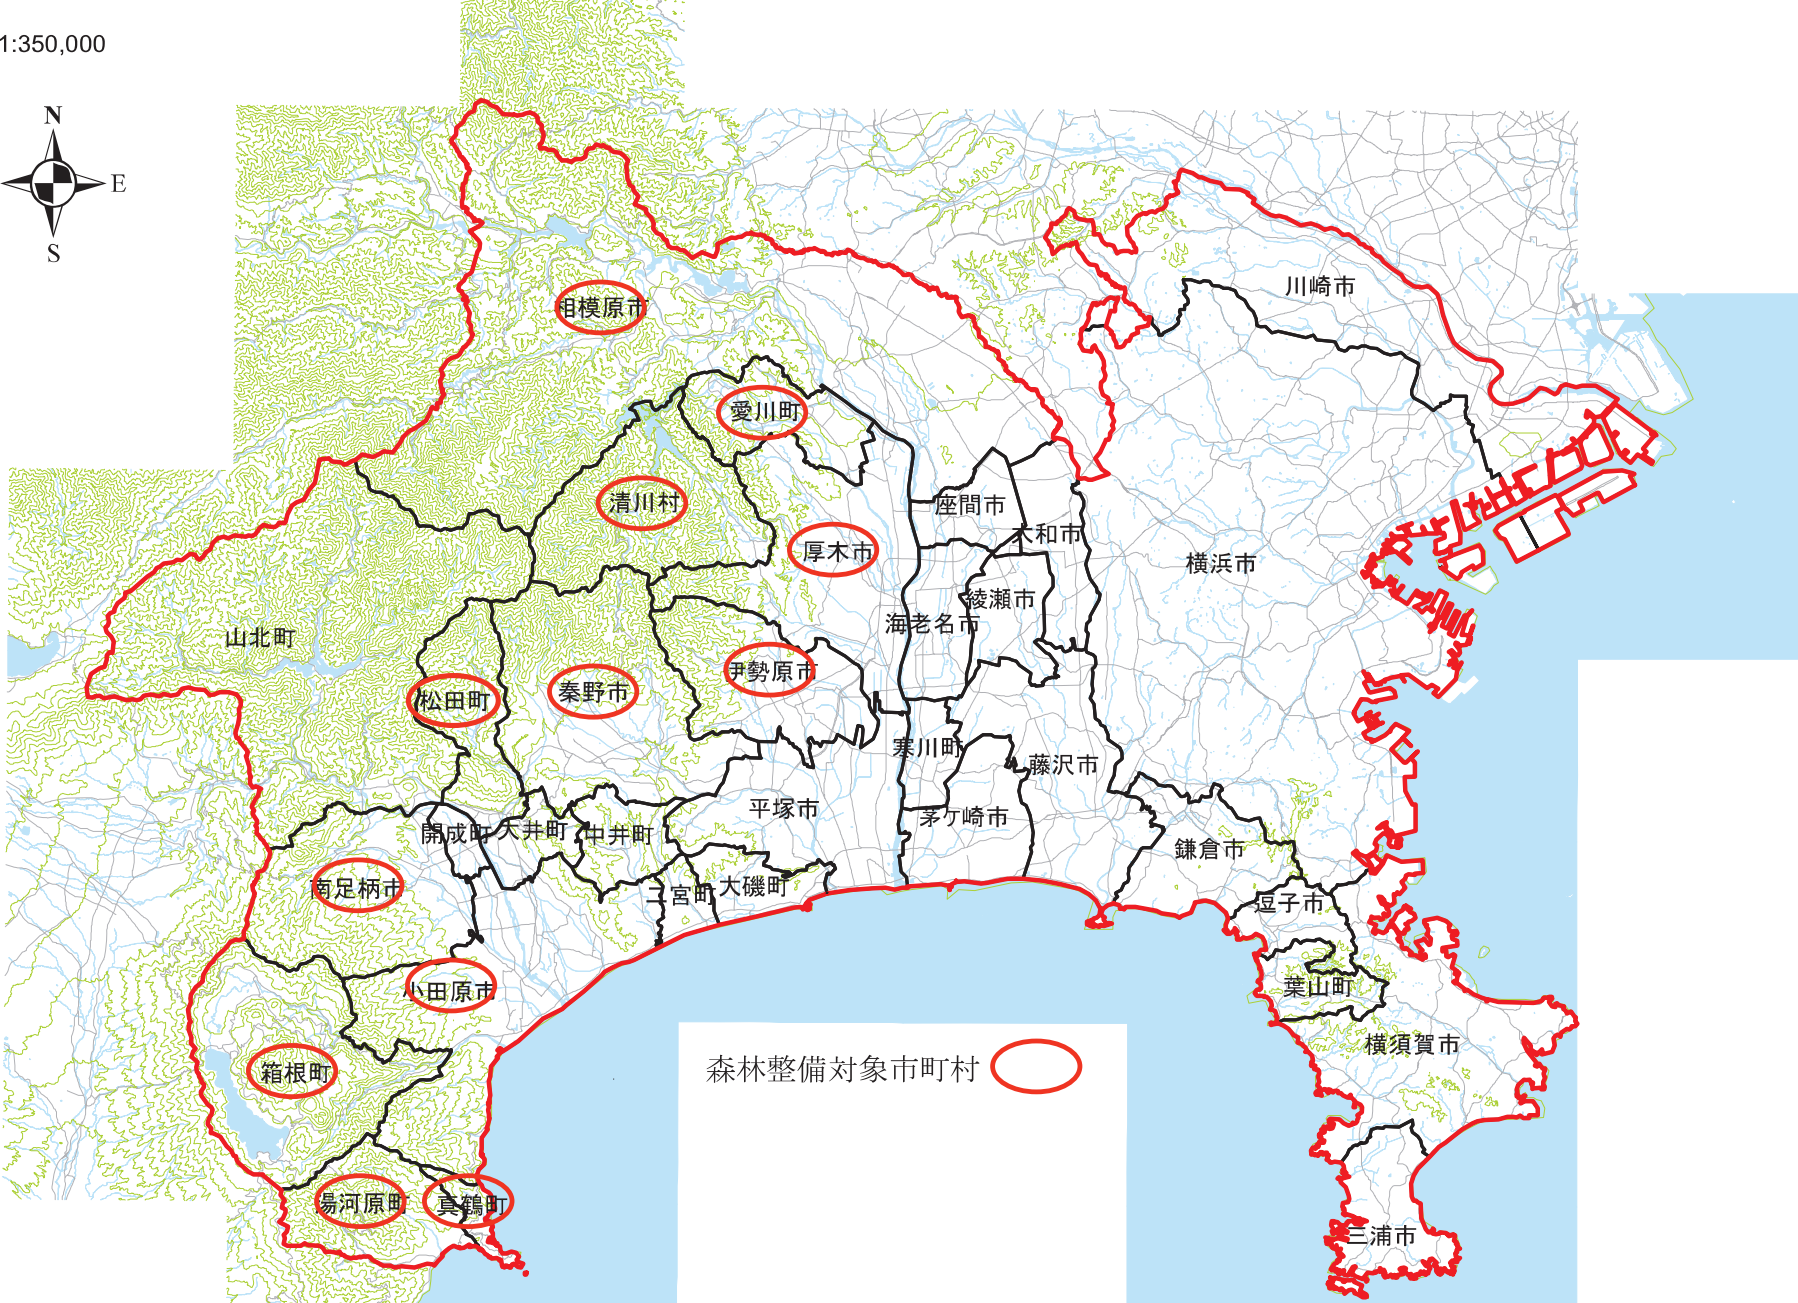 1:350,000
N
E
S
川崎市
相模原市
愛川町
清川村
座間市
大和市
厚木市
横浜市
綾瀬市
海老名市
山北町
伊勢原市
秦野市
松田町
寒川町
藤沢市
平塚市
茅ケ崎市
開成町
大井町
中井町
鎌倉市
南足柄市
二宮町
大磯町
逗子市
小田原市
葉山町
横須賀市
森林整備対象市町村
箱根町
湯河原町
真鶴町
三浦市